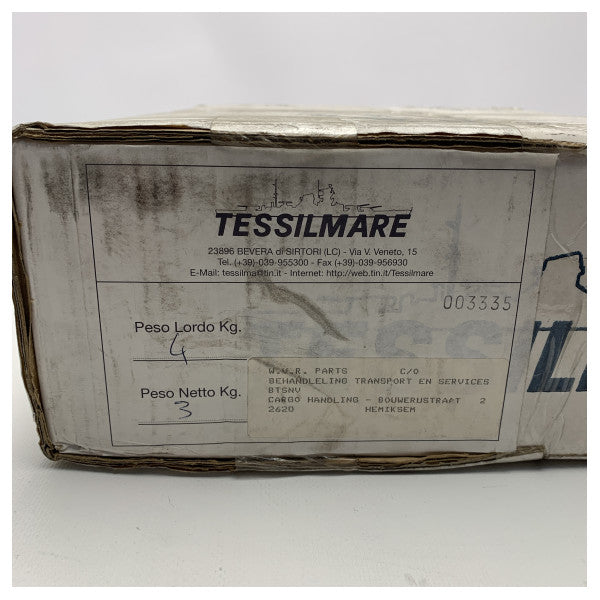 TESSILMARE
23896 BEVERA di SIRTORI (LC) - Via V. Veneto, 15
Tel. (+39)-039-955300 - Fax (+39)-039-956930
E-Mail: tessilma@tin.it - Internet: http://web.tin.it/Tessilmare
003335
Peso Lordo Kg.
4
Peso Netto Kg.
3
W.W.R. PARTS C/O
BEHANDLELING TRANSPORT EN SERVICES
BTSNV
CARGO HANDLING - BOUWERUSTRAAT 2
2620 HEMIKSEM